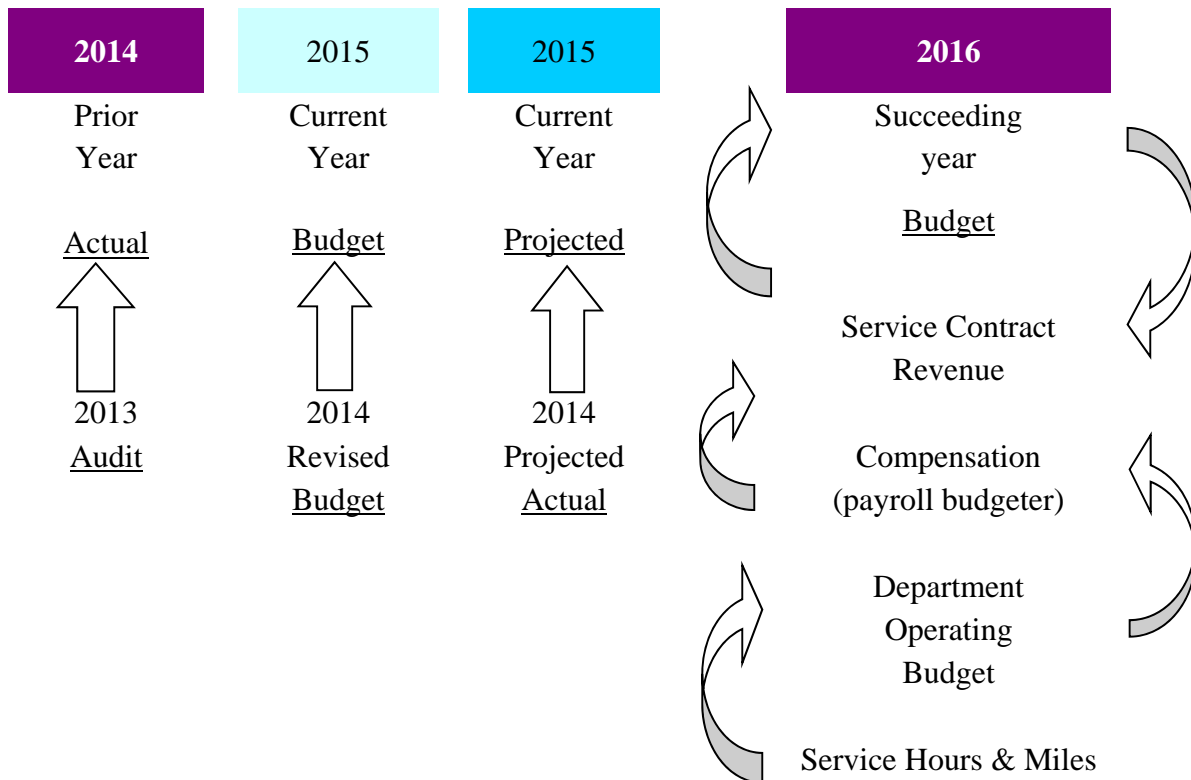 2014
Prior
Year
Actual
2013
Audit
2015
Current
Year
Budget
2014
Revised
Budget
2015
Current
Year
Projected
2014
Projected
Actual
2016
Succeeding
year
Budget
Service Contract
Revenue
Compensation
(payroll budgeter)
Department
Operating
Budget
Service Hours & Miles